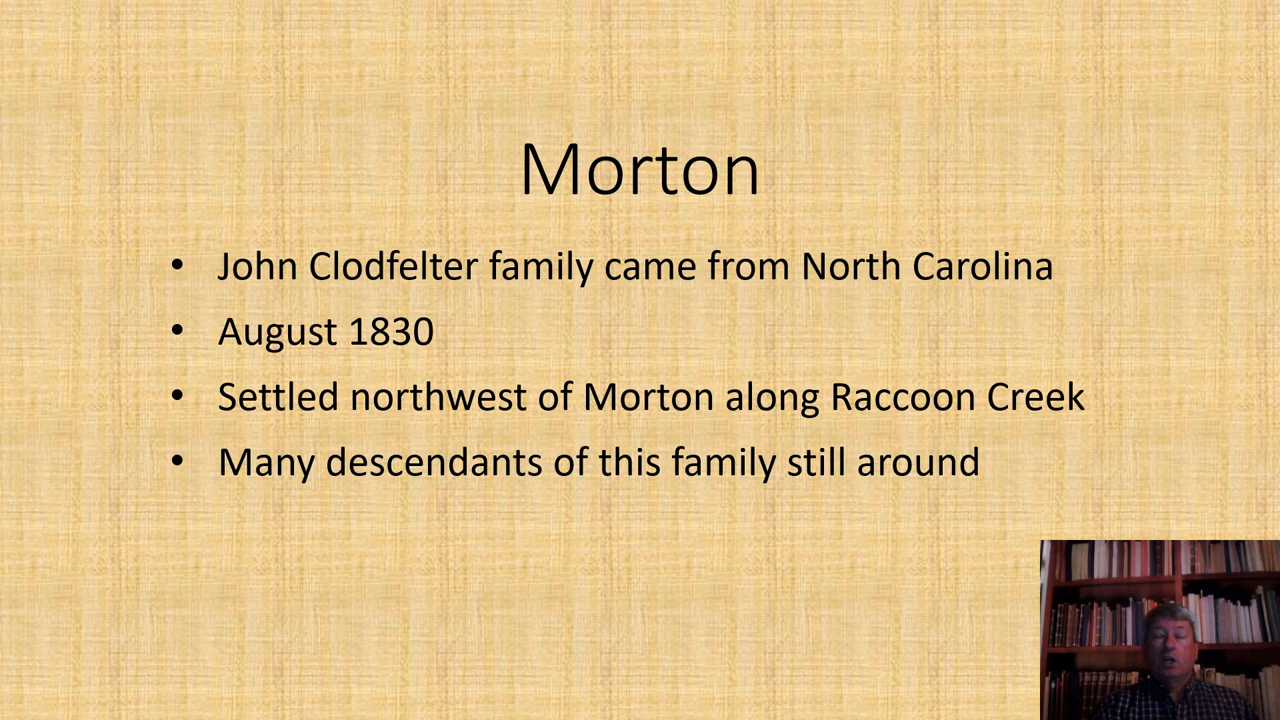 Morton
• John Clodfelter family came from North Carolina
• August 1830
• Settled northwest of Morton along Raccoon Creek
• Many descendants of this family still around